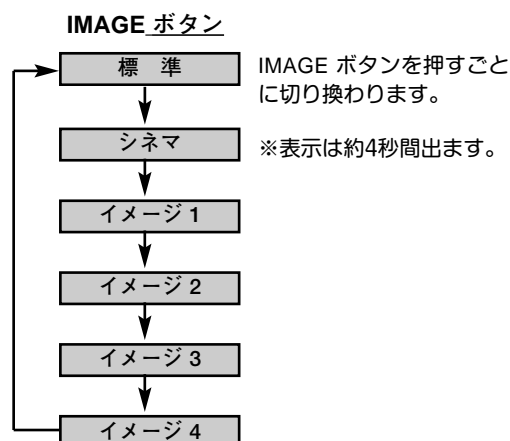 IMAGE ボタン
標 準
IMAGE ボタンを押すごと
に切り換わります。
シネマ
※表示は約4秒間出ます。
イメージ 1
イメージ 2
イメージ 3
イメージ 4